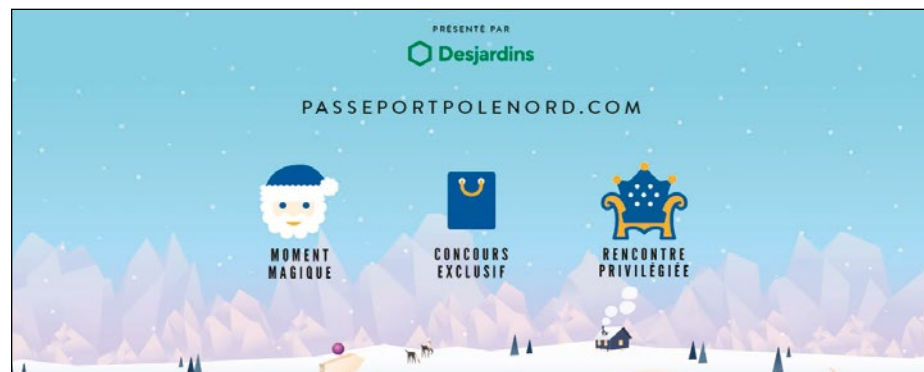 PRÉSENTÉ PAR
Desjardins
PASSEPORTPOLENORD.COM
MOMENT
MAGIQUE
CONCOURS
EXCLUSIF
RENCONTRE
PRIVILÉGIÉE